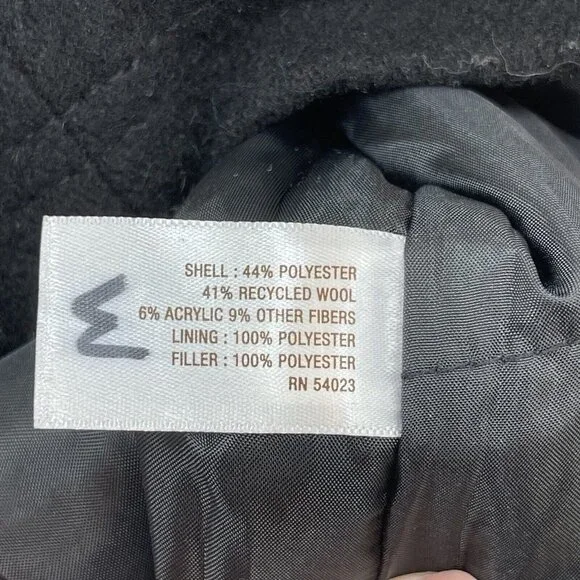 SHELL : 44% POLYESTER
41% RECYCLED WOOL
6% ACRYLIC 9% OTHER FIBERS
LINING : 100% POLYESTER
FILLER : 100% POLYESTER
RN 54023